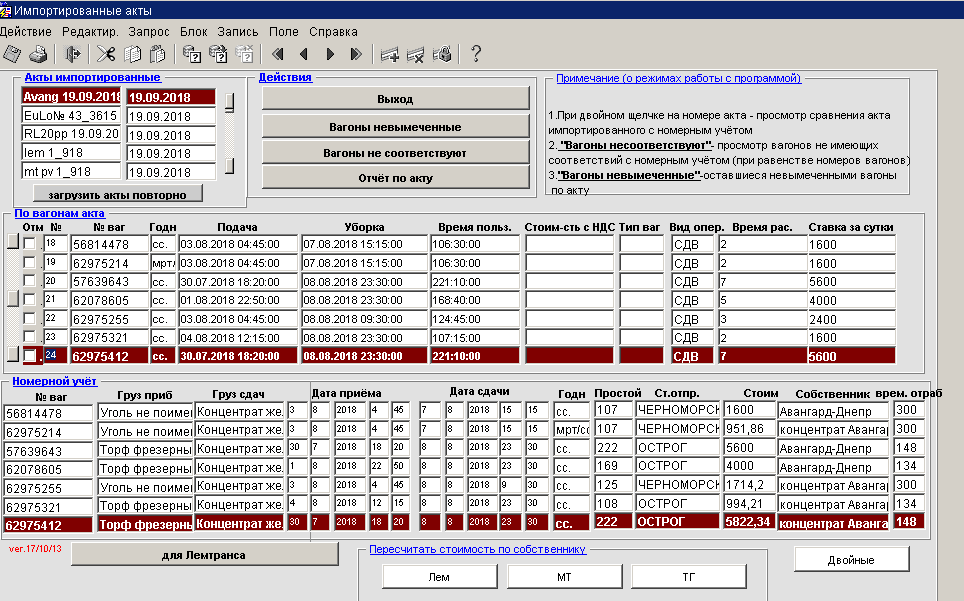 Импортированные акты
Действие Редактир. Запрос Блок Запись Поле Справка
Акты импортированные
Avang 19.09.2018 19.09.2018
EuLo№ 43_3615 19.09.2018
RL20pp 19.09.20 19.09.2018
lem 1_918 19.09.2018
mt pv 1_918 19.09.2018
загрузить акты повторно
Действия
Выход
Вагоны невымеченные
Вагоны не соответствуют
Отчёт по акту
Примечание (о режимах работы с программой)
1.При двойном щелчке на номере акта - просмотр сравнения акта
импортированного с номерным учётом
2. "Вагоны несоответствуют"- просмотр вагонов не имеющих
соответствий с номерным учётом (при равенстве номеров вагонов)
3."Вагоны невымеченные"-оставшиеся невымеченными вагоны
по акту
По вагонам акта
Отм № № ваг Годн Подача Уборка Время польз. Стоим-сть с НДС Тип ваг Вид опер. Время рас. Ставка за сутки
18 56814478 сс. 03.08.2018 04:45:00 07.08.2018 15:15:00 106:30:00 СДВ 2 1600
19 62975214 мрт/ 03.08.2018 04:45:00 07.08.2018 15:15:00 106:30:00 СДВ 2 1600
20 57639643 сс. 30.07.2018 18:20:00 08.08.2018 23:30:00 221:10:00 СДВ 7 5600
21 62078605 сс. 01.08.2018 22:50:00 08.08.2018 23:30:00 168:40:00 СДВ 5 4000
22 62975255 сс. 03.08.2018 04:45:00 08.08.2018 09:30:00 124:45:00 СДВ 3 2400
23 62975321 сс. 04.08.2018 12:15:00 08.08.2018 23:30:00 107:15:00 СДВ 2 1600
24 62975412 сс. 30.07.2018 18:20:00 08.08.2018 23:30:00 221:10:00 СДВ 7 5600
Номерной учёт
№ ваг Груз приб Груз сдач Дата приёма Дата сдачи Годн Простой Ст.отпр. Стоим Собственник врем. отраб
56814478 Уголь не поимен Концентрат же. 3 8 2018 4 45 7 8 2018 15 15 сс. 107 ЧЕРНОМОРСК 1600 Авангард-Днепр 300
62975214 Уголь не поимен Концентрат же. 3 8 2018 4 45 7 8 2018 15 15 мрт/сс 107 ЧЕРНОМОРСК 951,86 концентрат Авангар 300
57639643 Торф фрезерны Концентрат же. 30 7 2018 18 20 8 8 2018 23 30 сс. 222 ОСТРОГ 5600 Авангард-Днепр 148
62078605 Торф фрезерны Концентрат же. 1 8 2018 22 50 8 8 2018 23 30 сс. 169 ОСТРОГ 4000 Авангард-Днепр 134
62975255 Уголь не поимен Концентрат же. 3 8 2018 4 45 8 8 2018 9 30 сс. 125 ЧЕРНОМОРСК 1714,2 концентрат Авангар 300
62975321 Торф фрезерны Концентрат же. 4 8 2018 12 15 8 8 2018 23 30 сс. 108 ОСТРОГ 994,21 концентрат Авангар 134
62975412 Торф фрезернь Концентрат же. 30 7 2018 18 20 8 8 2018 23 30 сс. 222 ОСТРОГ 5822,34 концентрат Аванга 148
ver.17/10/13
для Лемтранса
Пересчитать стоимость по собственнику
Лем МТ ТГ
Двойные